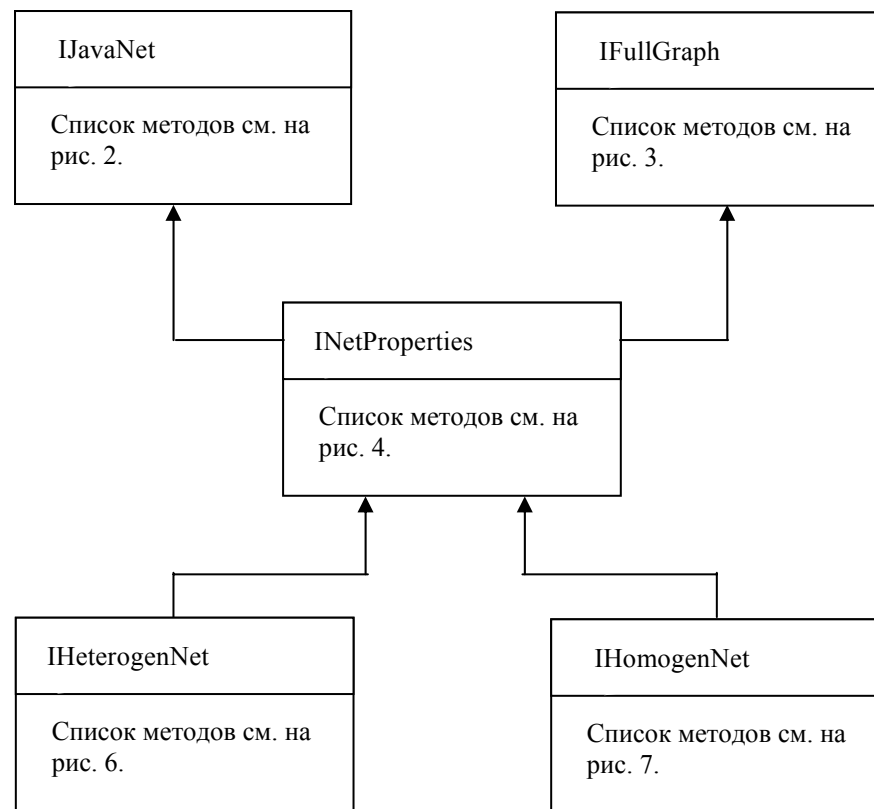 IJavaNet
Список методов см. на
рис. 2.
IFullGraph
Список методов см. на
рис. 3.
INetProperties
Список методов см. на
рис. 4.
IHeterogenNet
Список методов см. на
рис. 6.
IHomogenNet
Список методов см. на
рис. 7.